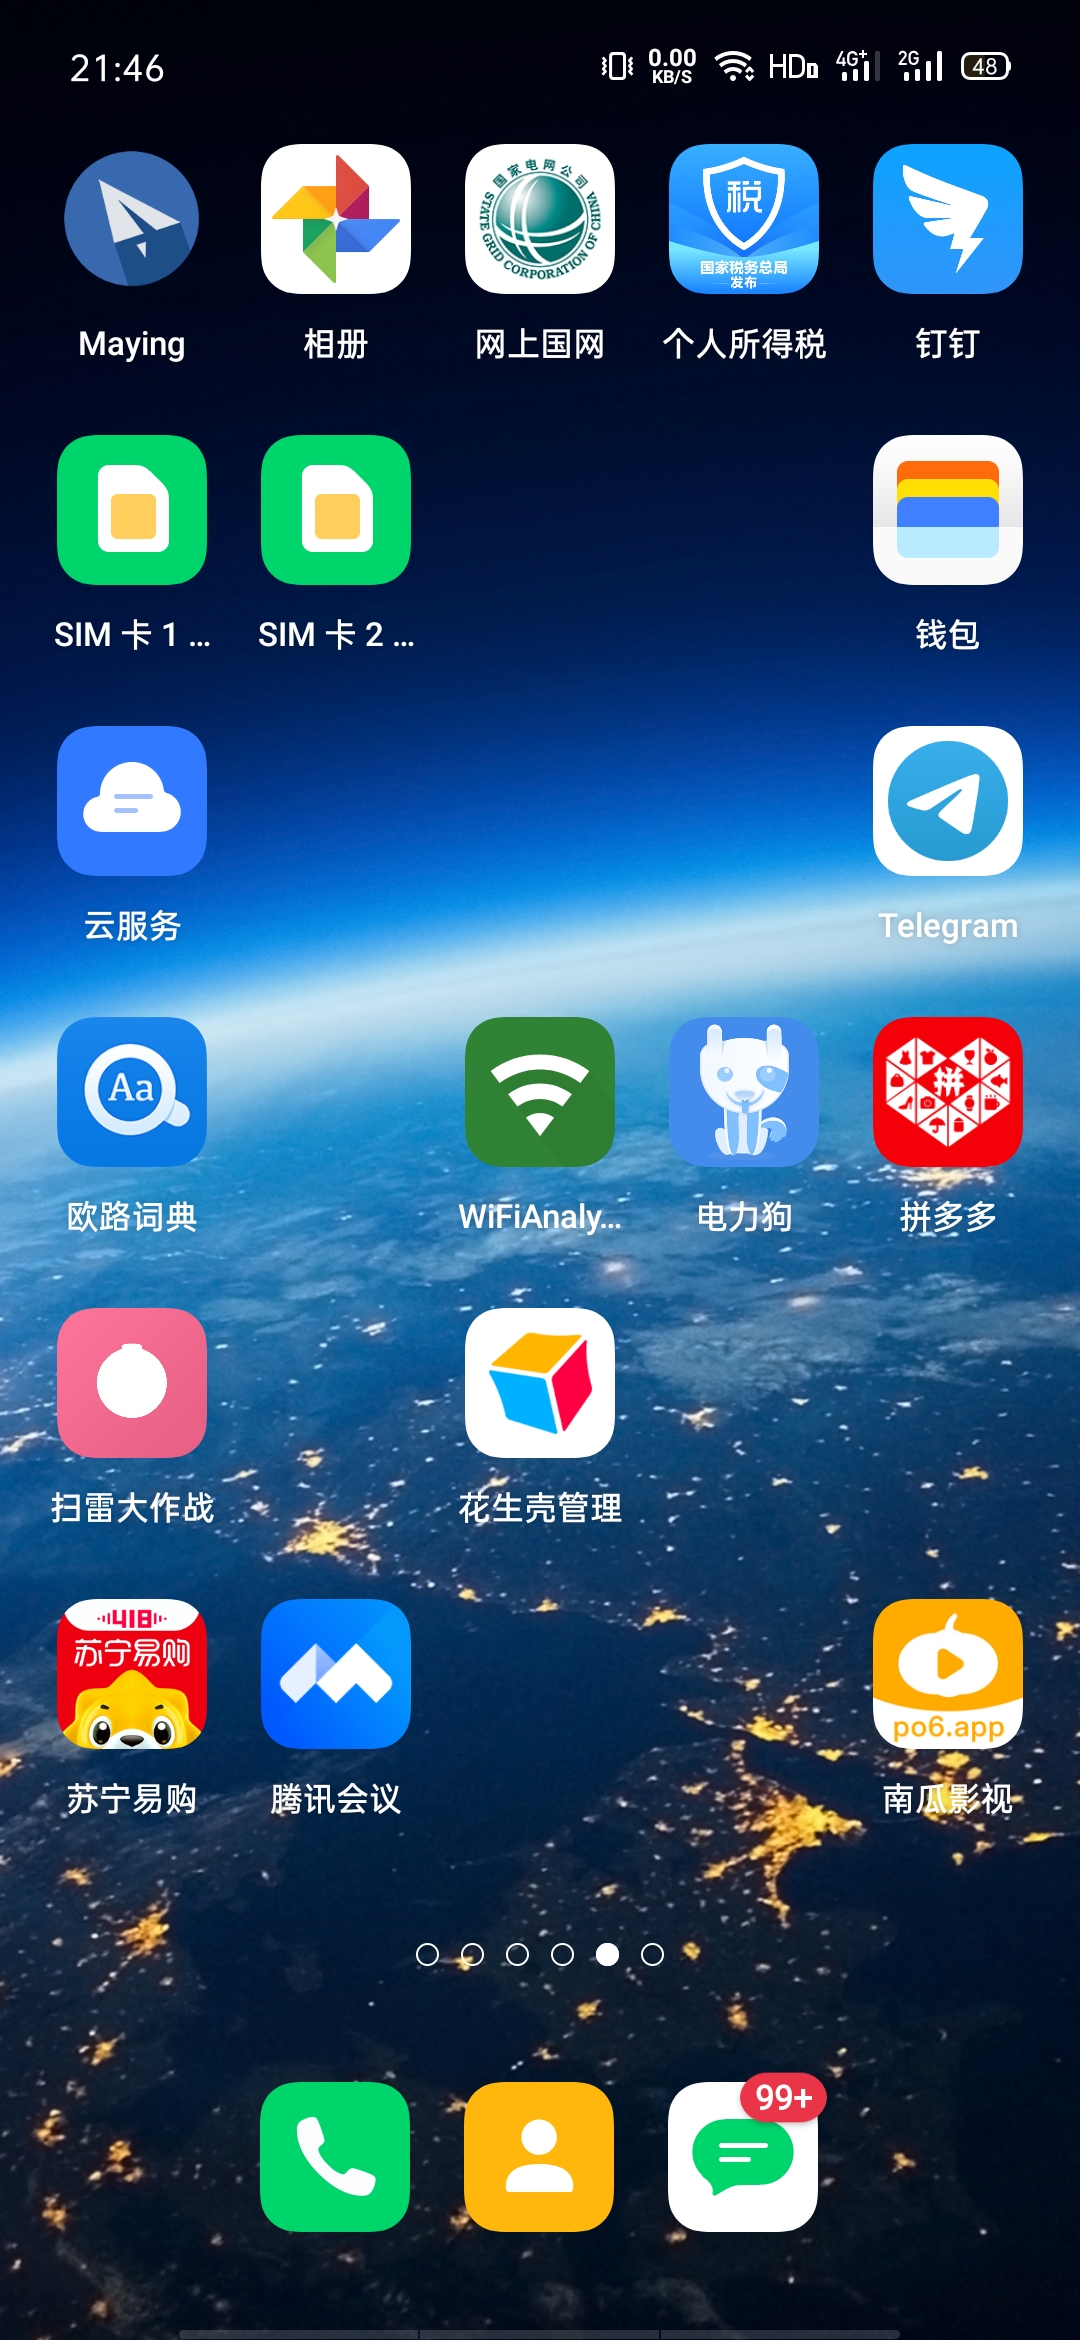 21:46
0.00
KB/S
HD
4G+
2G
48
国家电网公司
STATE GRID CORPORATION OF CHINA
税
国家税务总局
发布
Maying
相册
网上国网
个人所得税
钉钉
SIM 卡 1 ...
SIM 卡 2 ...
钱包
云服务
Telegram
Aa
拼
欧路词典
WiFiAnaly...
电力狗
拼多多
扫雷大作战
花生壳管理
418
苏宁易购
po6.app
苏宁易购
腾讯会议
南瓜影视
99+